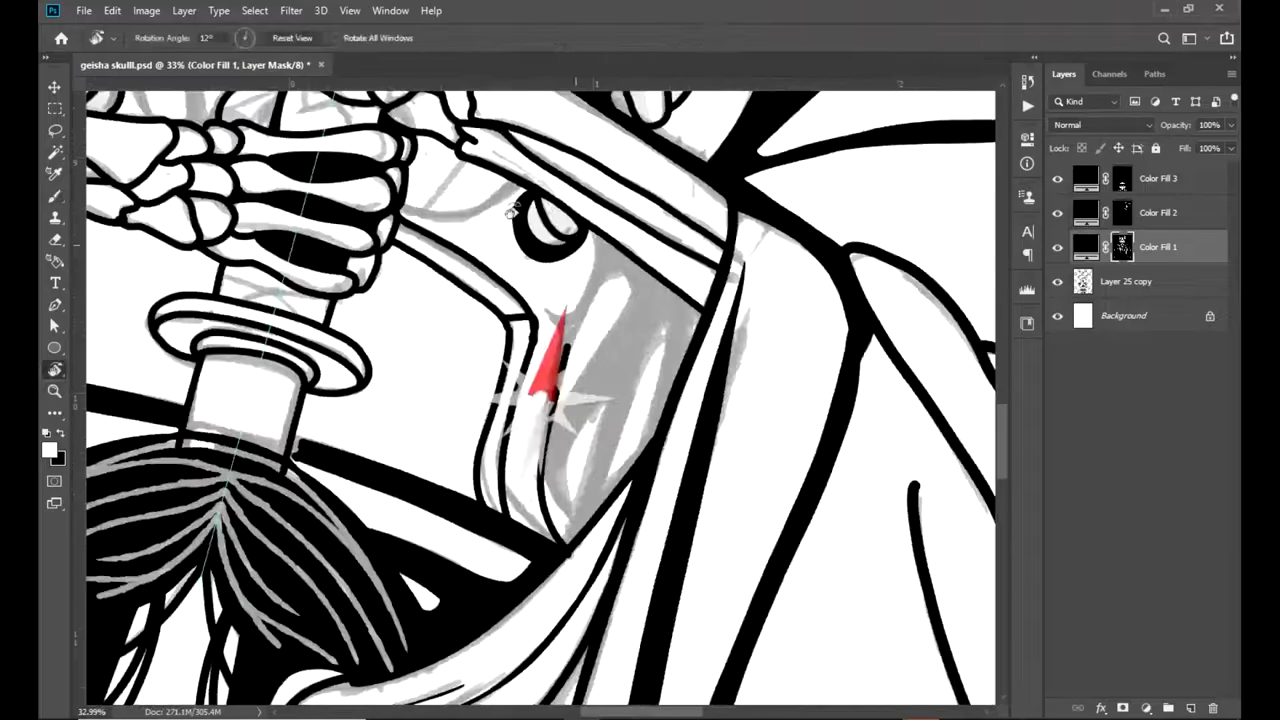 Ps File Edit Image Layer Type Select Filter 3D View Window Help
Rotation Angle: 12° Reset View Rotate All Windows
geisha skulll.psd @ 33% (Color Fill 1, Layer Mask/8) *
Layers Channels Paths
Kind
Normal Opacity: 100%
Lock: Fill: 100%
Color Fill 3
Color Fill 2
Color Fill 1
Layer 25 copy
Background
32.99% Doc: 271.1M/305.4M